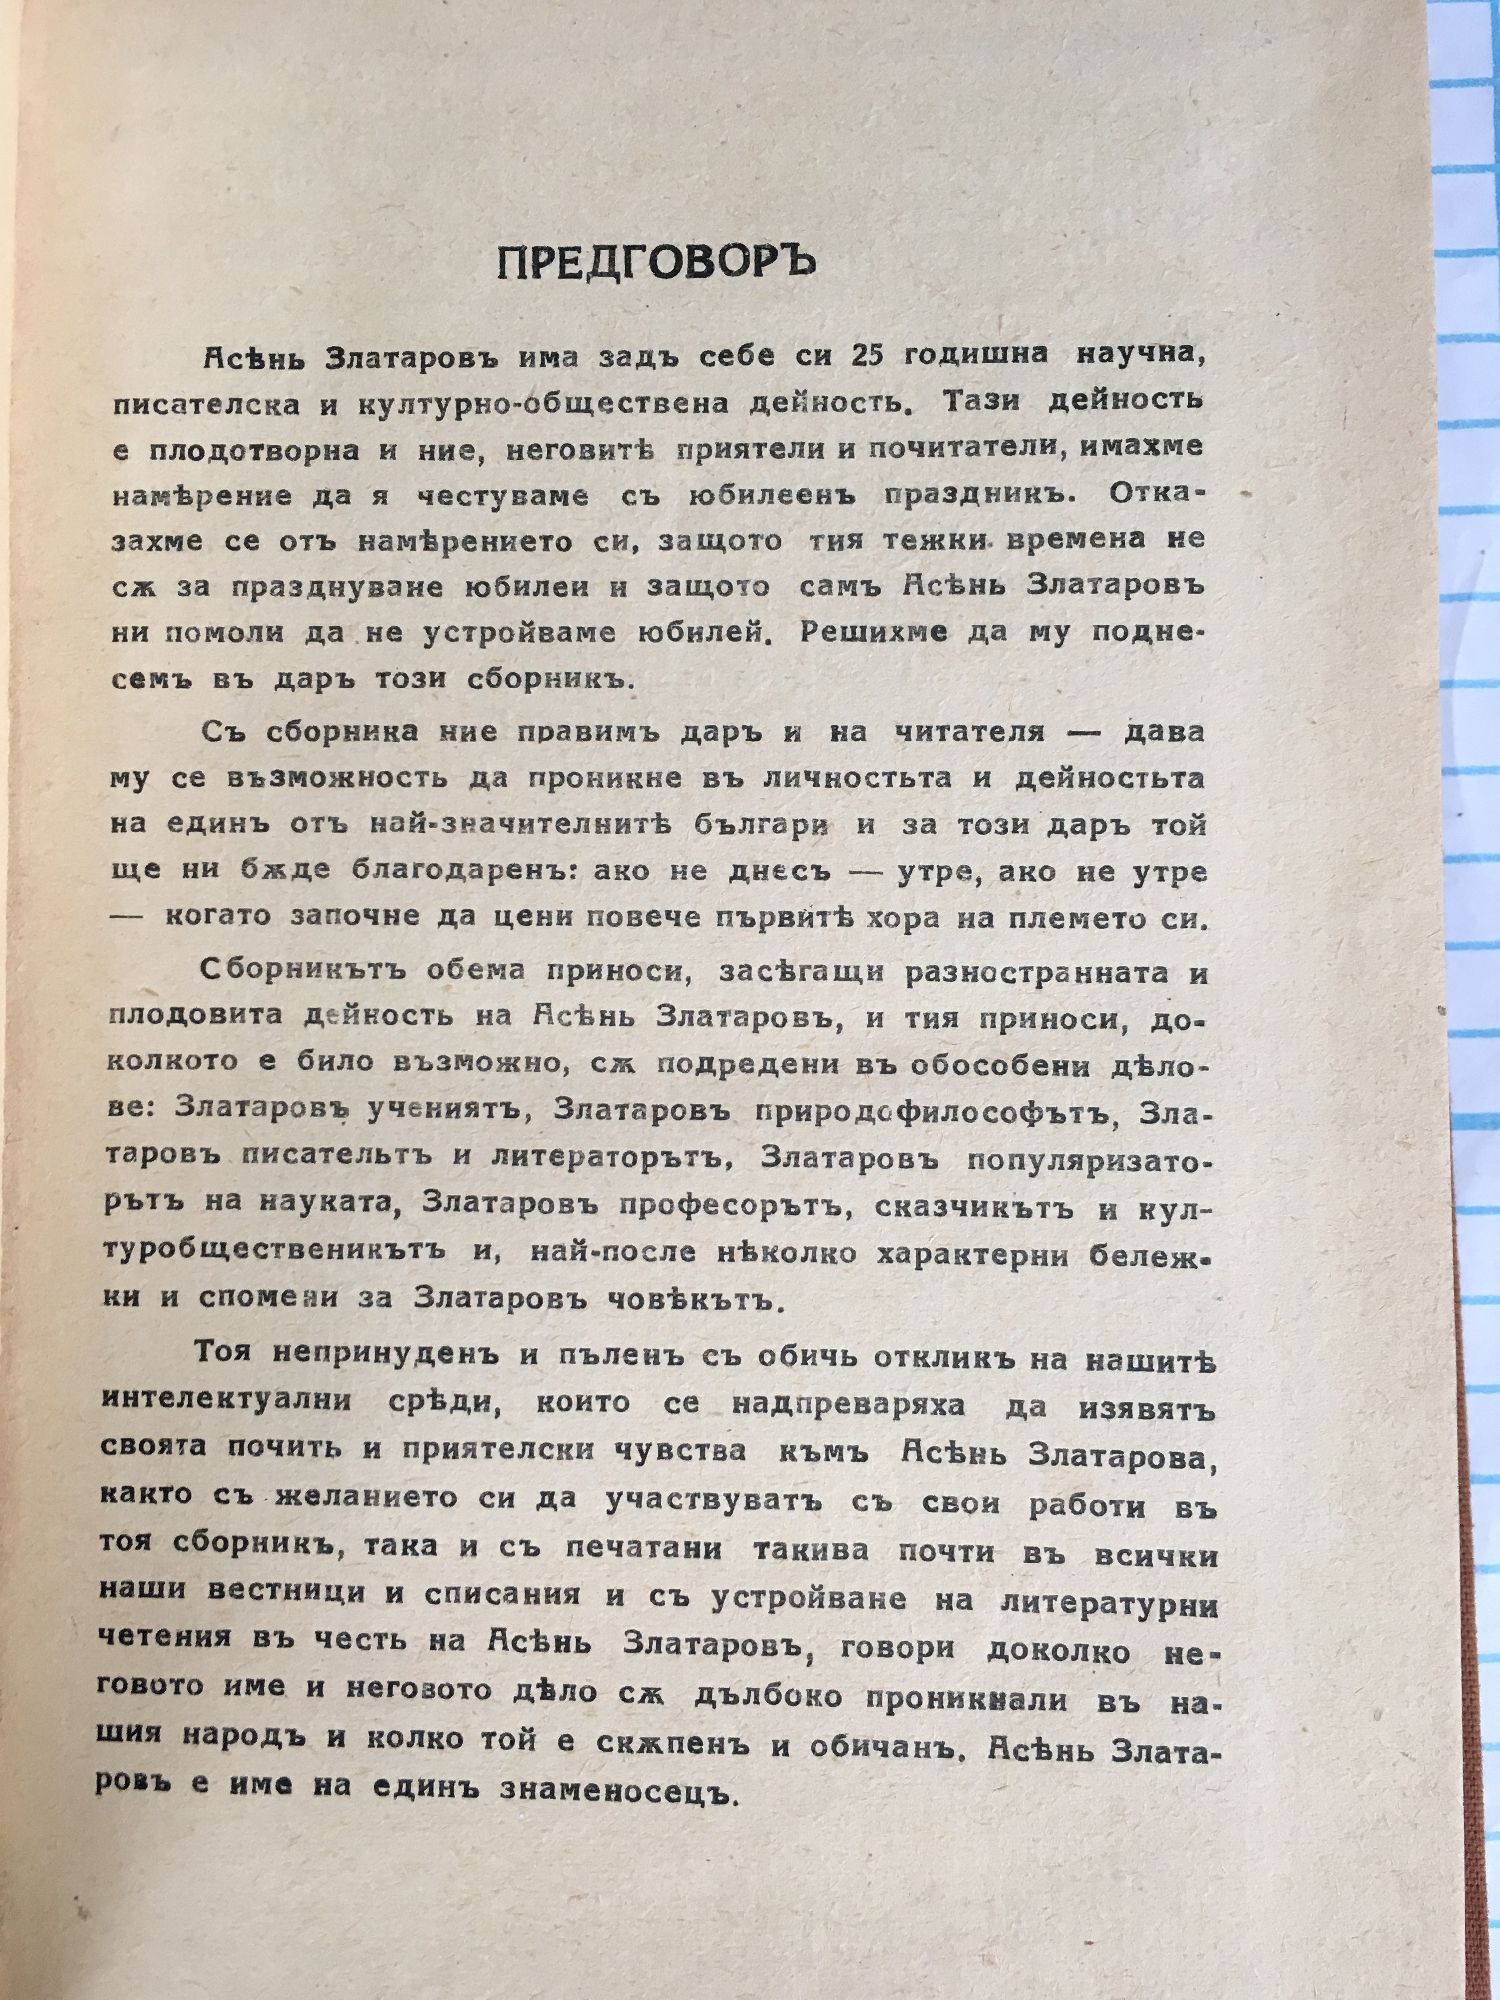 ПРЕДГОВОРЪ
Асѣнь Златаровъ има задъ себе си 25 годишна научна,
писателска и културно-обществена дейность. Тази дейность
е плодотворна и ние, неговитѣ приятели и почитатели, имахме
намѣрение да я честуваме съ юбилеенъ праздникъ. Отка-
захме се отъ намѣрението си, защото тия тежки времена не
сѫ за празднуване юбилеи и защото самъ Асѣнь Златаровъ
ни помоли да не устройваме юбилей. Решихме да му подне-
семъ въ даръ този сборникъ.
Съ сборника ние правимъ даръ и на читателя — дава
му се възможность да проникне въ личностьта и дейностьта
на единъ отъ най-значителнитѣ българи и за този даръ той
ще ни бѫде благодаренъ: ако не днесъ — утре, ако не утре
— когато започне да цени повече първитѣ хора на племето си.
Сборникътъ обема приноси, засѣгащи разностранната и
плодовита дейность на Асѣнь Златаровъ, и тия приноси, до-
колкото е било възможно, сѫ подредени въ обособени дѣло-
ве: Златаровъ учениятъ, Златаровъ природофилософътъ, Зла-
таровъ писательтъ и литераторътъ, Златаровъ популяризато-
рътъ на науката, Златаровъ професорътъ, сказчикътъ и кул-
туробщественикътъ и, най-после нѣколко характерни бележ-
ки и спомени за Златаровъ човѣкътъ.
Тоя непринуденъ и пъленъ съ обичь откликъ на нашитѣ
интелектуални срѣди, които се надпреваряха да изявятъ
своята почить и приятелски чувства къмъ Асѣнь Златарова,
както съ желанието си да участвуватъ съ свои работи въ
тоя сборникъ, така и съ печатани такива почти въ всички
наши вестници и списания и съ устройване на литературни
четения въ честь на Асѣнь Златаровъ, говори доколко не-
говото име и неговото дѣло сѫ дълбоко проникнали въ на-
шия народъ и колко той е скѫпенъ и обичанъ. Асѣнь Злата-
ровъ е име на единъ знаменосецъ.